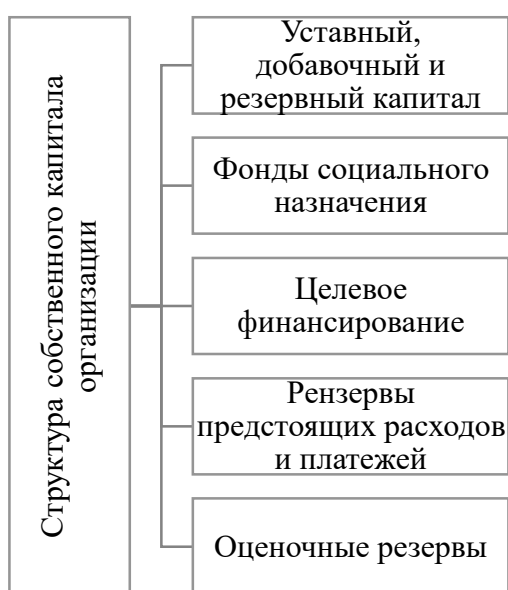 Структура собственного капитала
организации
Уставный,
добавочный и
резервный капитал
Фонды социального
назначения
Целевое
финансирование
Рензервы
предстоящих расходов
и платежей
Оценочные резервы